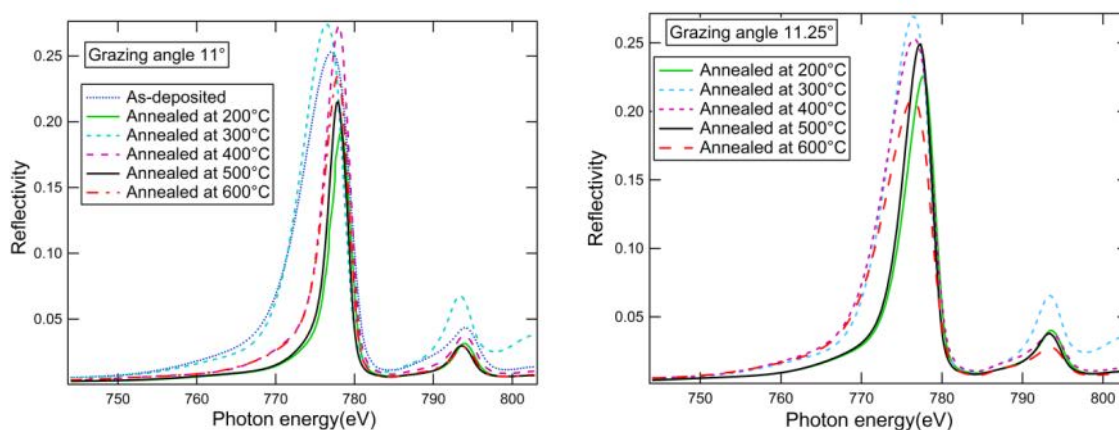 Grazing angle 11°
As-deposited
Annealed at 200°C
Annealed at 300°C
Annealed at 400°C
Annealed at 500°C
Annealed at 600°C
Reflectivity
0.25
0.20
0.15
0.10
0.05
750
760
770
780
790
800
Photon energy(eV)
Grazing angle 11.25°
Annealed at 200°C
Annealed at 300°C
Annealed at 400°C
Annealed at 500°C
Annealed at 600°C
Reflectivity
0.25
0.20
0.15
0.10
0.05
750
760
770
780
790
800
Photon energy(eV)